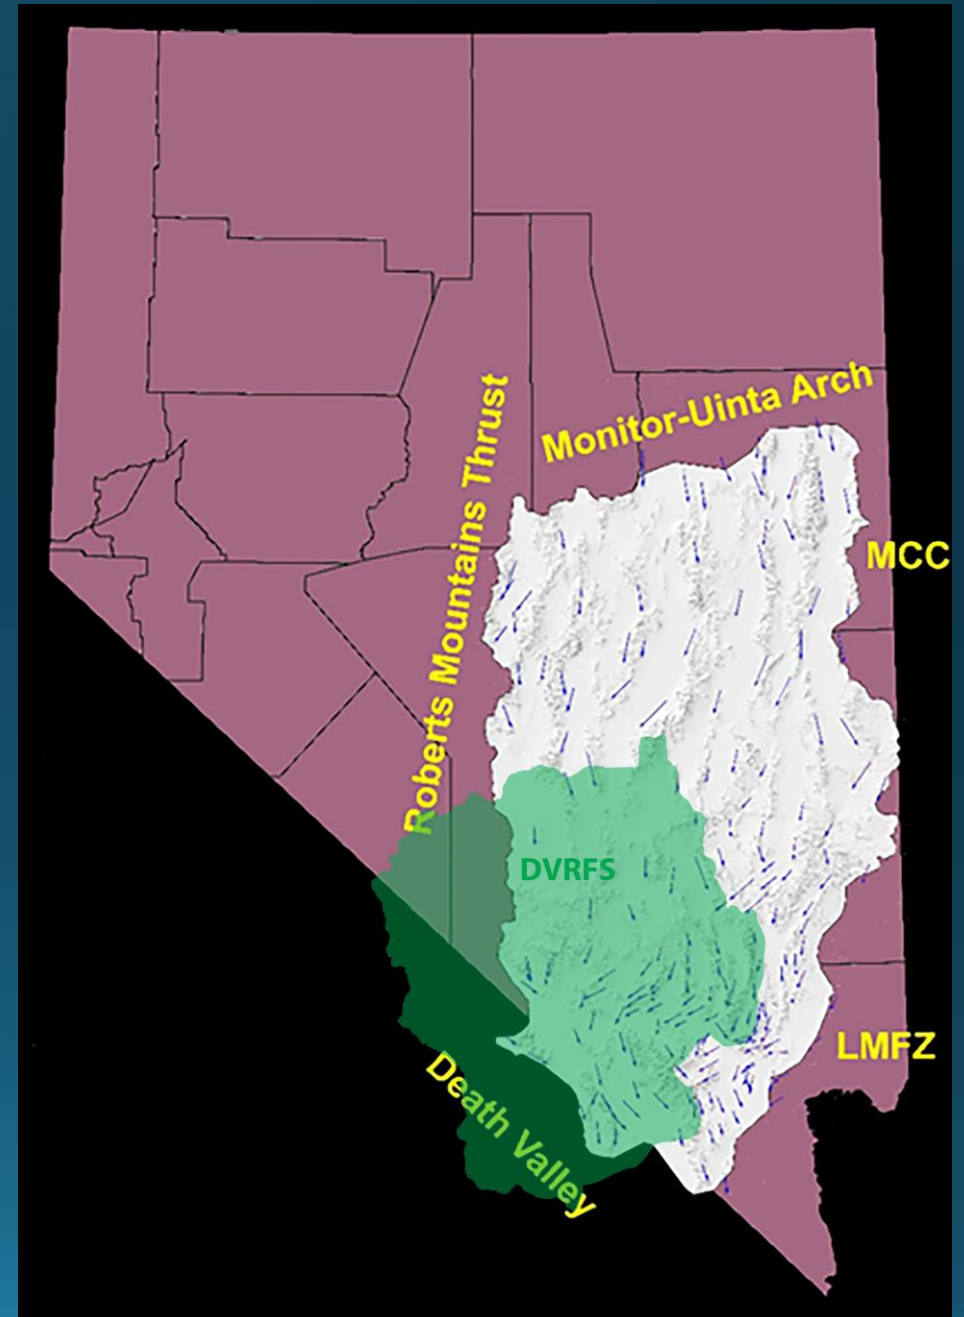 Monitor-Uinta Arch
Roberts Mountains Thrust
MCC
DVRFS
LMFZ
Death Valley